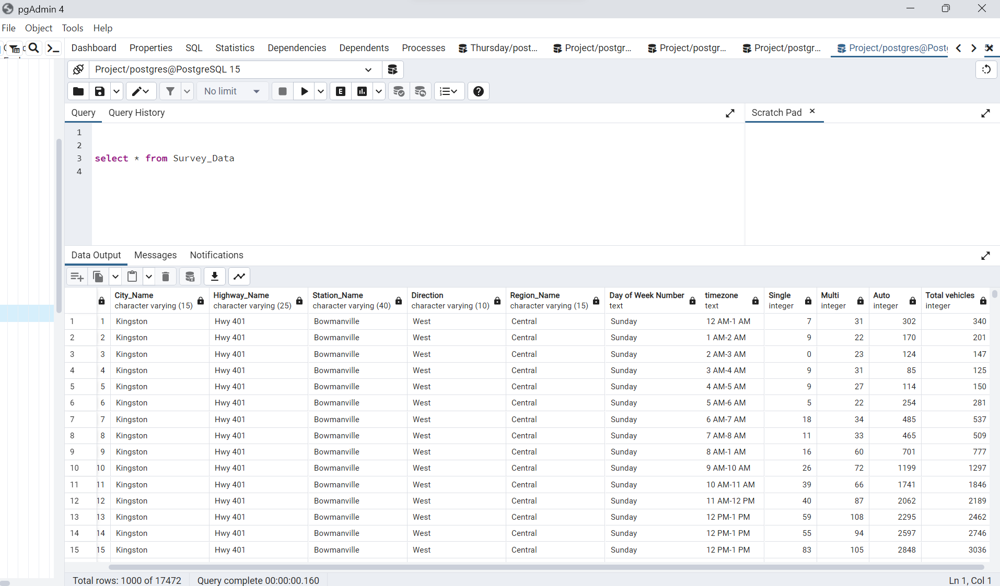 pgAdmin 4
File Object Tools Help
Dashboard Properties SQL Statistics Dependencies Dependents Processes Thursday/post... Project/postgr... Project/postgr... Project/postgr... Project/postgres@Post
Project/postgres@PostgreSQL 15
No limit
Query Query History Scratch Pad
1
2
3 select * from Survey_Data
4
Data Output Messages Notifications
City_Name Highway_Name Station_Name Direction Region_Name Day of Week Number timezone Single Multi Auto Total vehicles
character varying (15) character varying (25) character varying (40) character varying (10) character varying (15) text text integer integer integer integer
1 1 Kingston Hwy 401 Bowmanville West Central Sunday 12 AM-1 AM 7 31 302 340
2 2 Kingston Hwy 401 Bowmanville West Central Sunday 1 AM-2 AM 9 22 170 201
3 3 Kingston Hwy 401 Bowmanville West Central Sunday 2 AM-3 AM 0 23 124 147
4 4 Kingston Hwy 401 Bowmanville West Central Sunday 3 AM-4 AM 9 31 85 125
5 5 Kingston Hwy 401 Bowmanville West Central Sunday 4 AM-5 AM 9 27 114 150
6 6 Kingston Hwy 401 Bowmanville West Central Sunday 5 AM-6 AM 5 22 254 281
7 7 Kingston Hwy 401 Bowmanville West Central Sunday 6 AM-7 AM 18 34 485 537
8 8 Kingston Hwy 401 Bowmanville West Central Sunday 7 AM-8 AM 11 33 465 509
9 9 Kingston Hwy 401 Bowmanville West Central Sunday 8 AM-1 AM 16 60 701 777
10 10 Kingston Hwy 401 Bowmanville West Central Sunday 9 AM-10 AM 26 72 1199 1297
11 11 Kingston Hwy 401 Bowmanville West Central Sunday 10 AM-11 AM 39 66 1741 1846
12 12 Kingston Hwy 401 Bowmanville West Central Sunday 11 AM-12 PM 40 87 2062 2189
13 13 Kingston Hwy 401 Bowmanville West Central Sunday 12 PM-1 PM 59 108 2295 2462
14 14 Kingston Hwy 401 Bowmanville West Central Sunday 12 PM-1 PM 55 94 2597 2746
15 15 Kingston Hwy 401 Bowmanville West Central Sunday 12 PM-1 PM 83 105 2848 3036
Total rows: 1000 of 17472 Query complete 00:00:00.160 Ln 1, Col 1